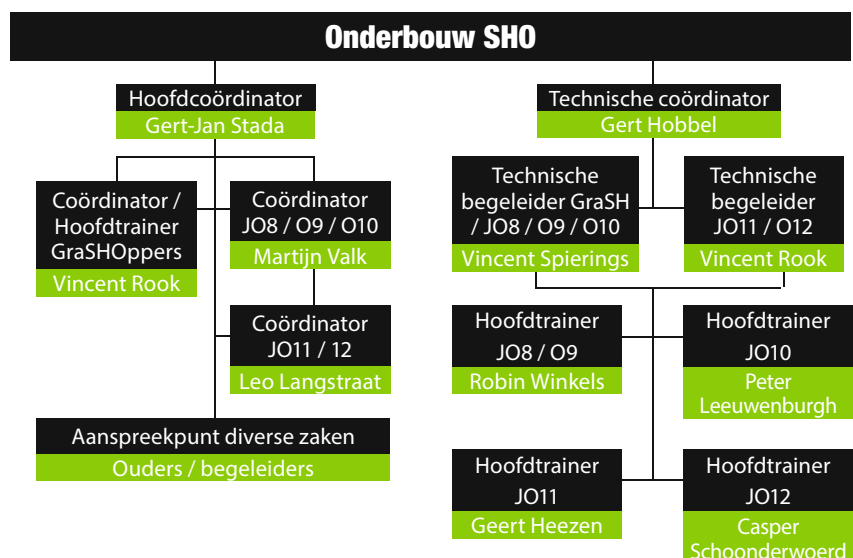 Onderbouw SHO
Hoofdcoördinator
Gert-Jan Stada
Coördinator /
Hoofdtrainer
GraSHOppers
Vincent Rook
Coördinator
JO8 / O9 / O10
Martijn Valk
Coördinator
JO11 / 12
Leo Langstraat
Aanspreekpunt diverse zaken
Ouders / begeleiders
Technische coördinator
Gert Hobbel
Technische
begeleider GraSH
/ JO8 / O9 / O10
Vincent Spierings
Technische
begeleider
JO11 / O12
Vincent Rook
Hoofdtrainer
JO8 / O9
Robin Winkels
Hoofdtrainer
JO10
Peter
Leeuwenburgh
Hoofdtrainer
JO11
Geert Heezen
Hoofdtrainer
JO12
Casper
Schoonderwoerd